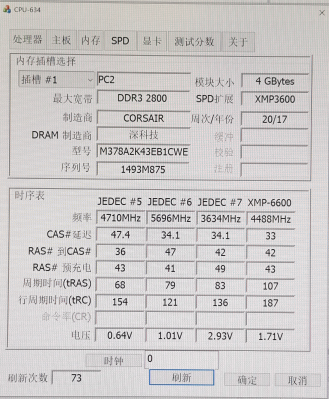 CPU-634
处理器 主板 内存 SPD 显卡 测试分数 关于
内存插槽选择
插槽 #1 PC2 模块大小 4 GBytes
最大宽带 DDR3 2800 SPD扩展 XMP3600
制造商 CORSAIR 周次/年份 20/17
DRAM 制造商 深科技 缓冲
型号 M378A2K43EB1CWE 校验
序列号 1493M875 注册
时序表
JEDEC #5 JEDEC #6 JEDEC #7 XMP-6600
频率 4710MHz 5696MHz 3634MHz 4488MHz
CAS#延迟 47.4 34.1 34.1 33
RAS# 到CAS# 36 47 42 42
RAS# 预充电 43 41 49 43
周期时间(tRAS) 68 79 83 107
行周期时间(tRC) 154 121 136 187
命令率(CR)
电压 0.64V 1.01V 2.93V 1.71V
时钟 0
刷新次数 73 刷新 确定 取消